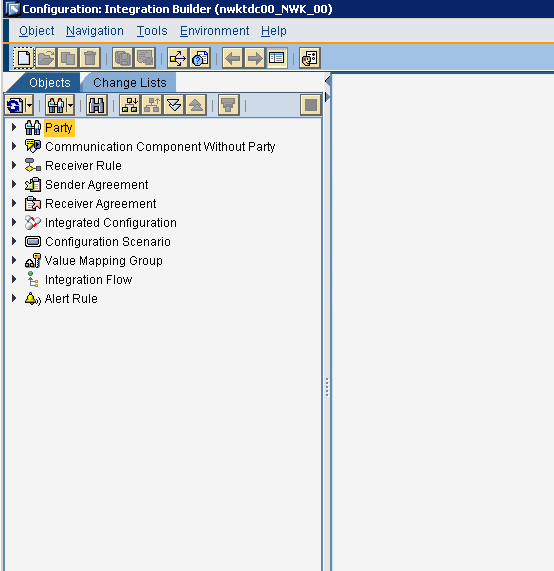 Configuration: Integration Builder (nwktdc00_NWK_00)
Object Navigation Tools Environment Help
Objects Change Lists
Party
Communication Component Without Party
Receiver Rule
Sender Agreement
Receiver Agreement
Integrated Configuration
Configuration Scenario
Value Mapping Group
Integration Flow
Alert Rule